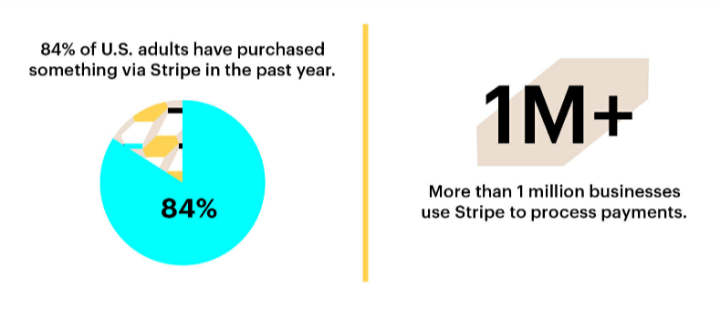 84% of U.S. adults have purchased
something via Stripe in the past year.
84%
1M+
More than 1 million businesses
use Stripe to process payments.